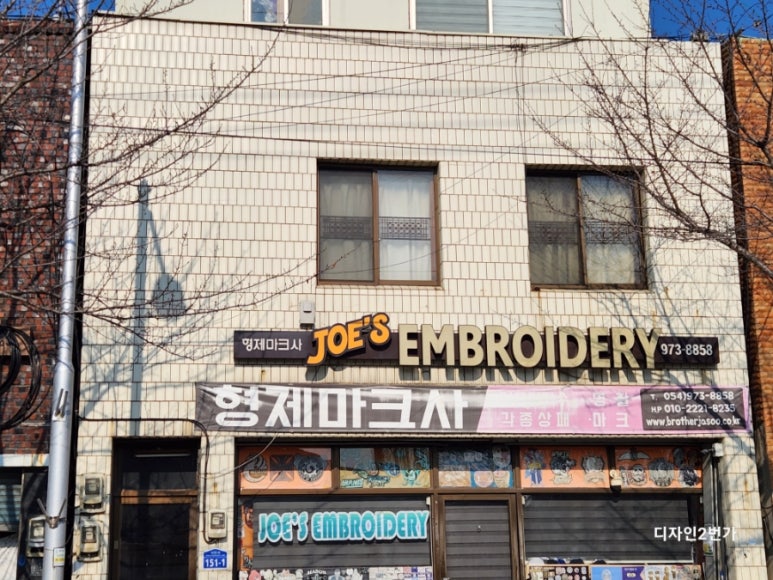 형제마크사 JOE'S EMBROIDERY 973-8858
형제마크사
각종상패 · 마크
T. 054)973-8858
H.P 010-2221-8235
www.brotherjasoo.co.kr
JOE'S EMBROIDERY
151-1
디자인2번가